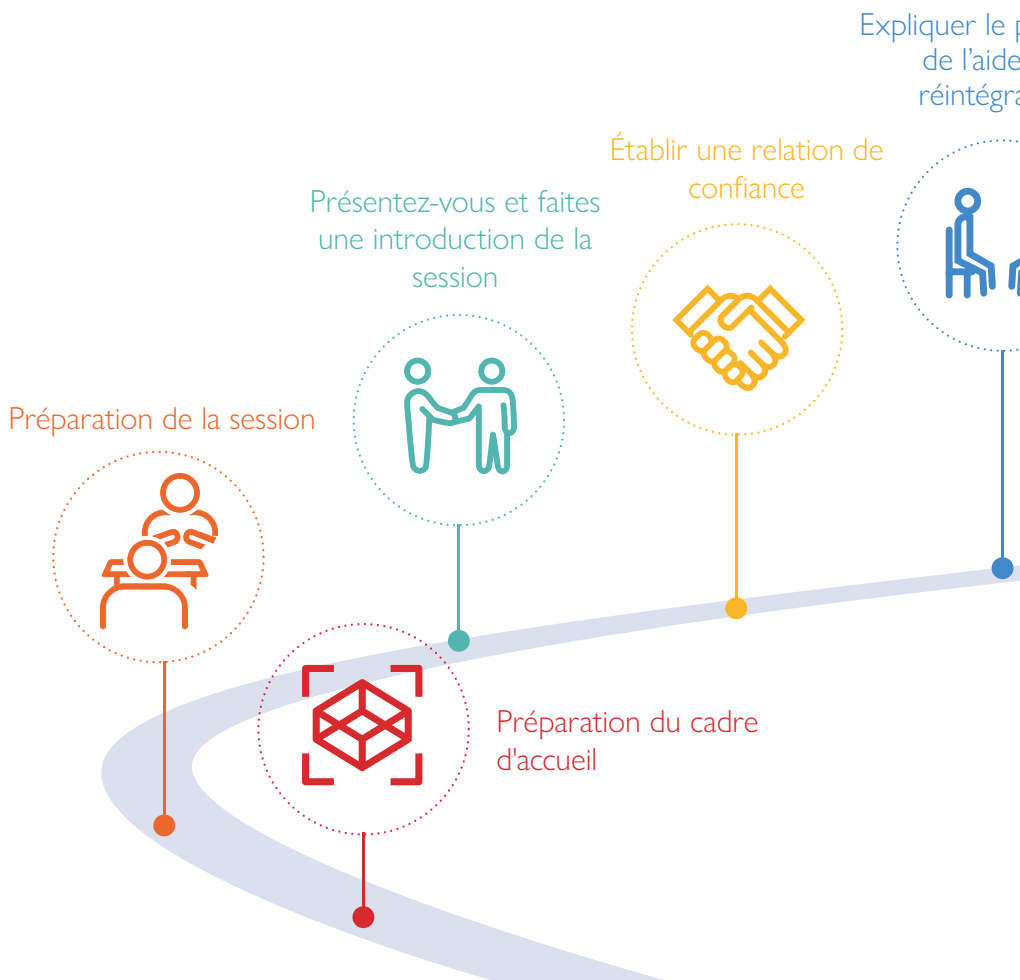 Expliquer le
de l'aide
Établir une relation de
confiance
Présentez-vous et faites
une introduction de la
session
Préparation de la session
Préparation du cadre
d'accueil